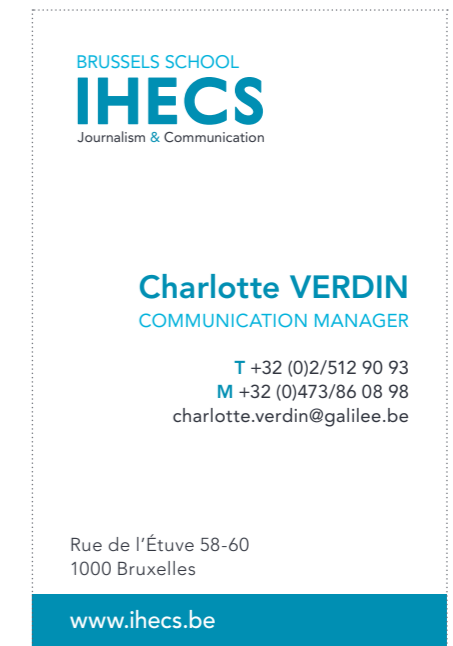 BRUSSELS SCHOOL
IHECS
Journalism & Communication
Charlotte VERDIN
COMMUNICATION MANAGER
T +32 (0)2/512 90 93
M +32 (0)473/86 08 98
charlotte.verdin@galilee.be
Rue de l’Étuve 58-60
1000 Bruxelles
www.ihecs.be